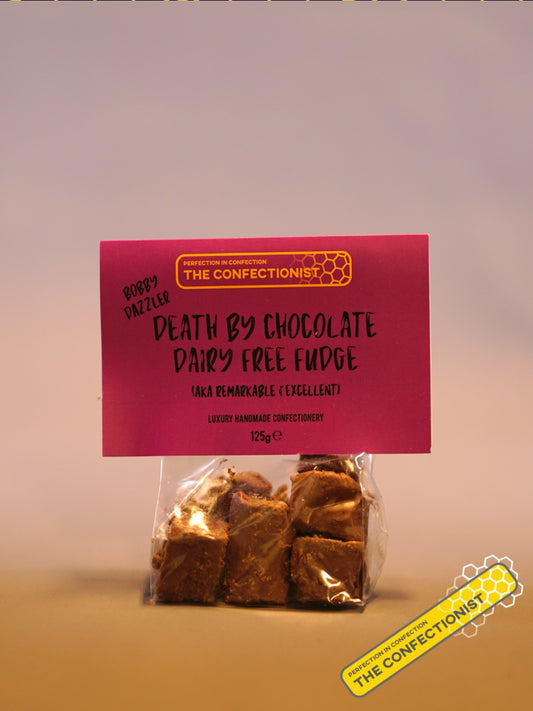 PERFECTION IN CONFECTION
THE CONFECTIONIST
BOBBY
DAZZLER
DEATH BY CHOCOLATE
DAIRY FREE FUDGE
(AKA REMARKABLE & EXCELLENT)
LUXURY HANDMADE CONFECTIONERY
125g℮
PERFECTION IN CONFECTION
THE CONFECTIONIST